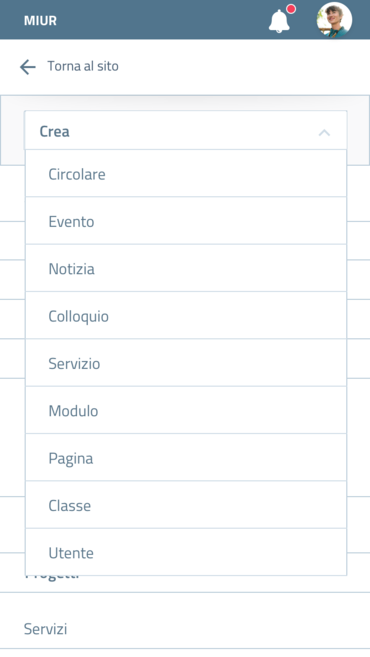 MIUR
Torna al sito
Crea
Circolare
Evento
Notizia
Colloquio
Servizio
Modulo
Pagina
Classe
Utente
Progetti
Servizi